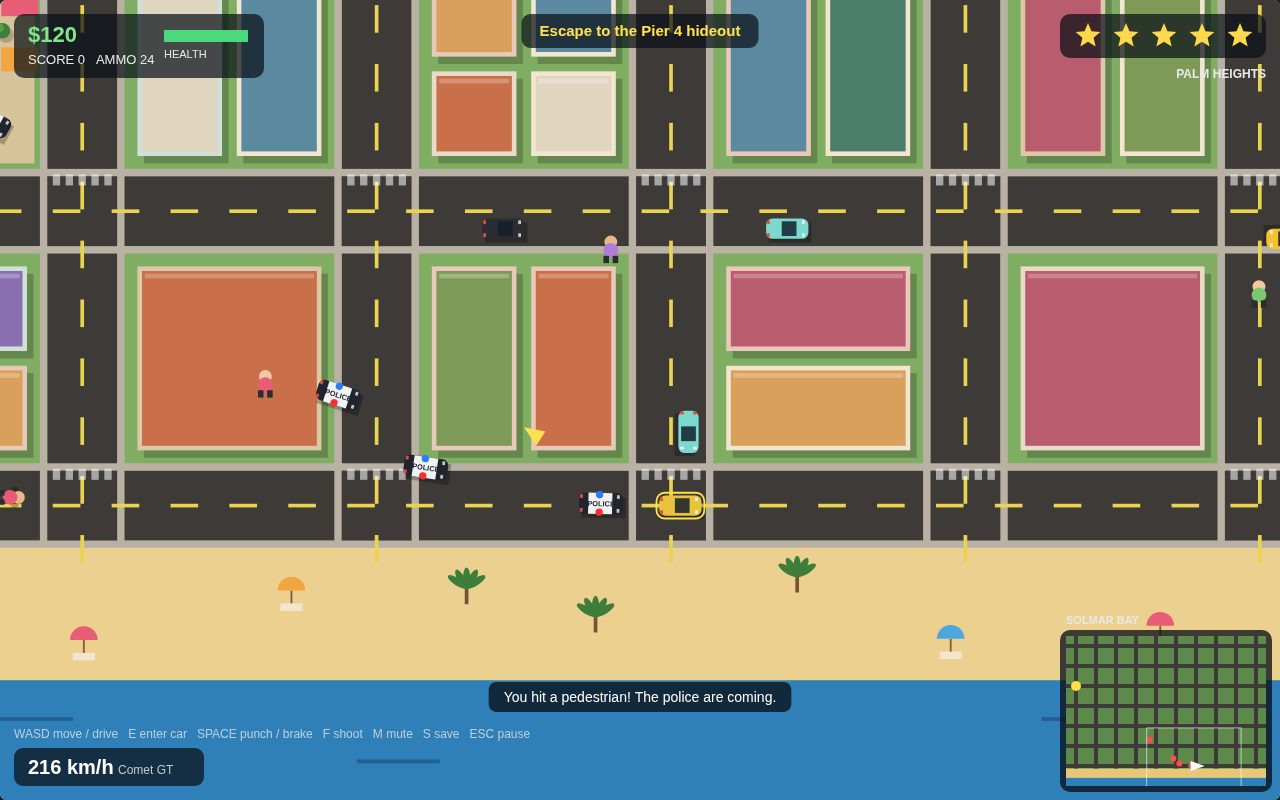 $120
SCORE 0 AMMO 24
HEALTH
Escape to the Pier 4 hideout
PALM HEIGHTS
POLICE
POLICE
POLICE
SOLMAR BAY
You hit a pedestrian! The police are coming.
WASD move / drive E enter car SPACE punch / brake F shoot M mute S save ESC pause
216 km/h Comet GT